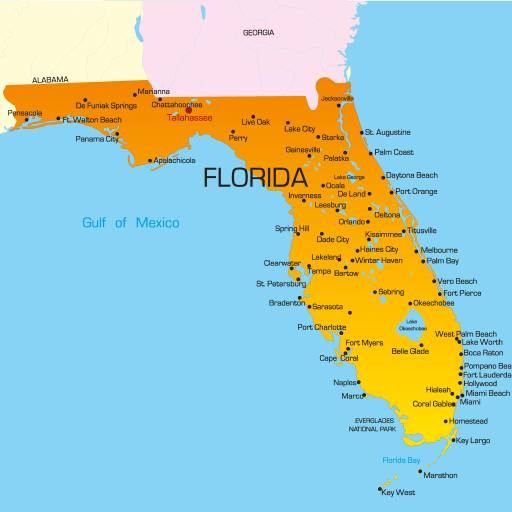 GEORGIA
ALABAMA
Marianna
De Funiak Springs
Chattahoochee
Jacksonville
Pensacola
Ft. Walton Beach
Tallahassee
Live Oak
Lake City
St. Augustine
Panama City
Perry
Starke
Gainesville
Palatka
Palm Coast
Apalachicola
FLORIDA
Lake George
Daytona Beach
Ocala
De Land
Port Orange
Inverness
Leesburg
Deltona
Gulf of Mexico
Orlando
Spring Hill
Dade City
Kissimmee
Titusville
Haines City
Melbourne
Clearwater
Lakeland
Winter Haven
Palm Bay
Tampa
Bartow
St. Petersburg
Vero Beach
Sebring
Fort Pierce
Bradenton
Sarasota
Okeechobee
Port Charlotte
Lake
Okeechobee
West Palm Beach
Fort Myers
Lake Worth
Belle Glade
Boca Raton
Cape Coral
Pompano Bea
Fort Lauderda
Naples
Hollywood
Marco
Hialeah
Miami Beach
Coral Gables
Miami
EVERGLADES
NATIONAL PARK
Homestead
Key Largo
Florida Bay
Marathon
Key West